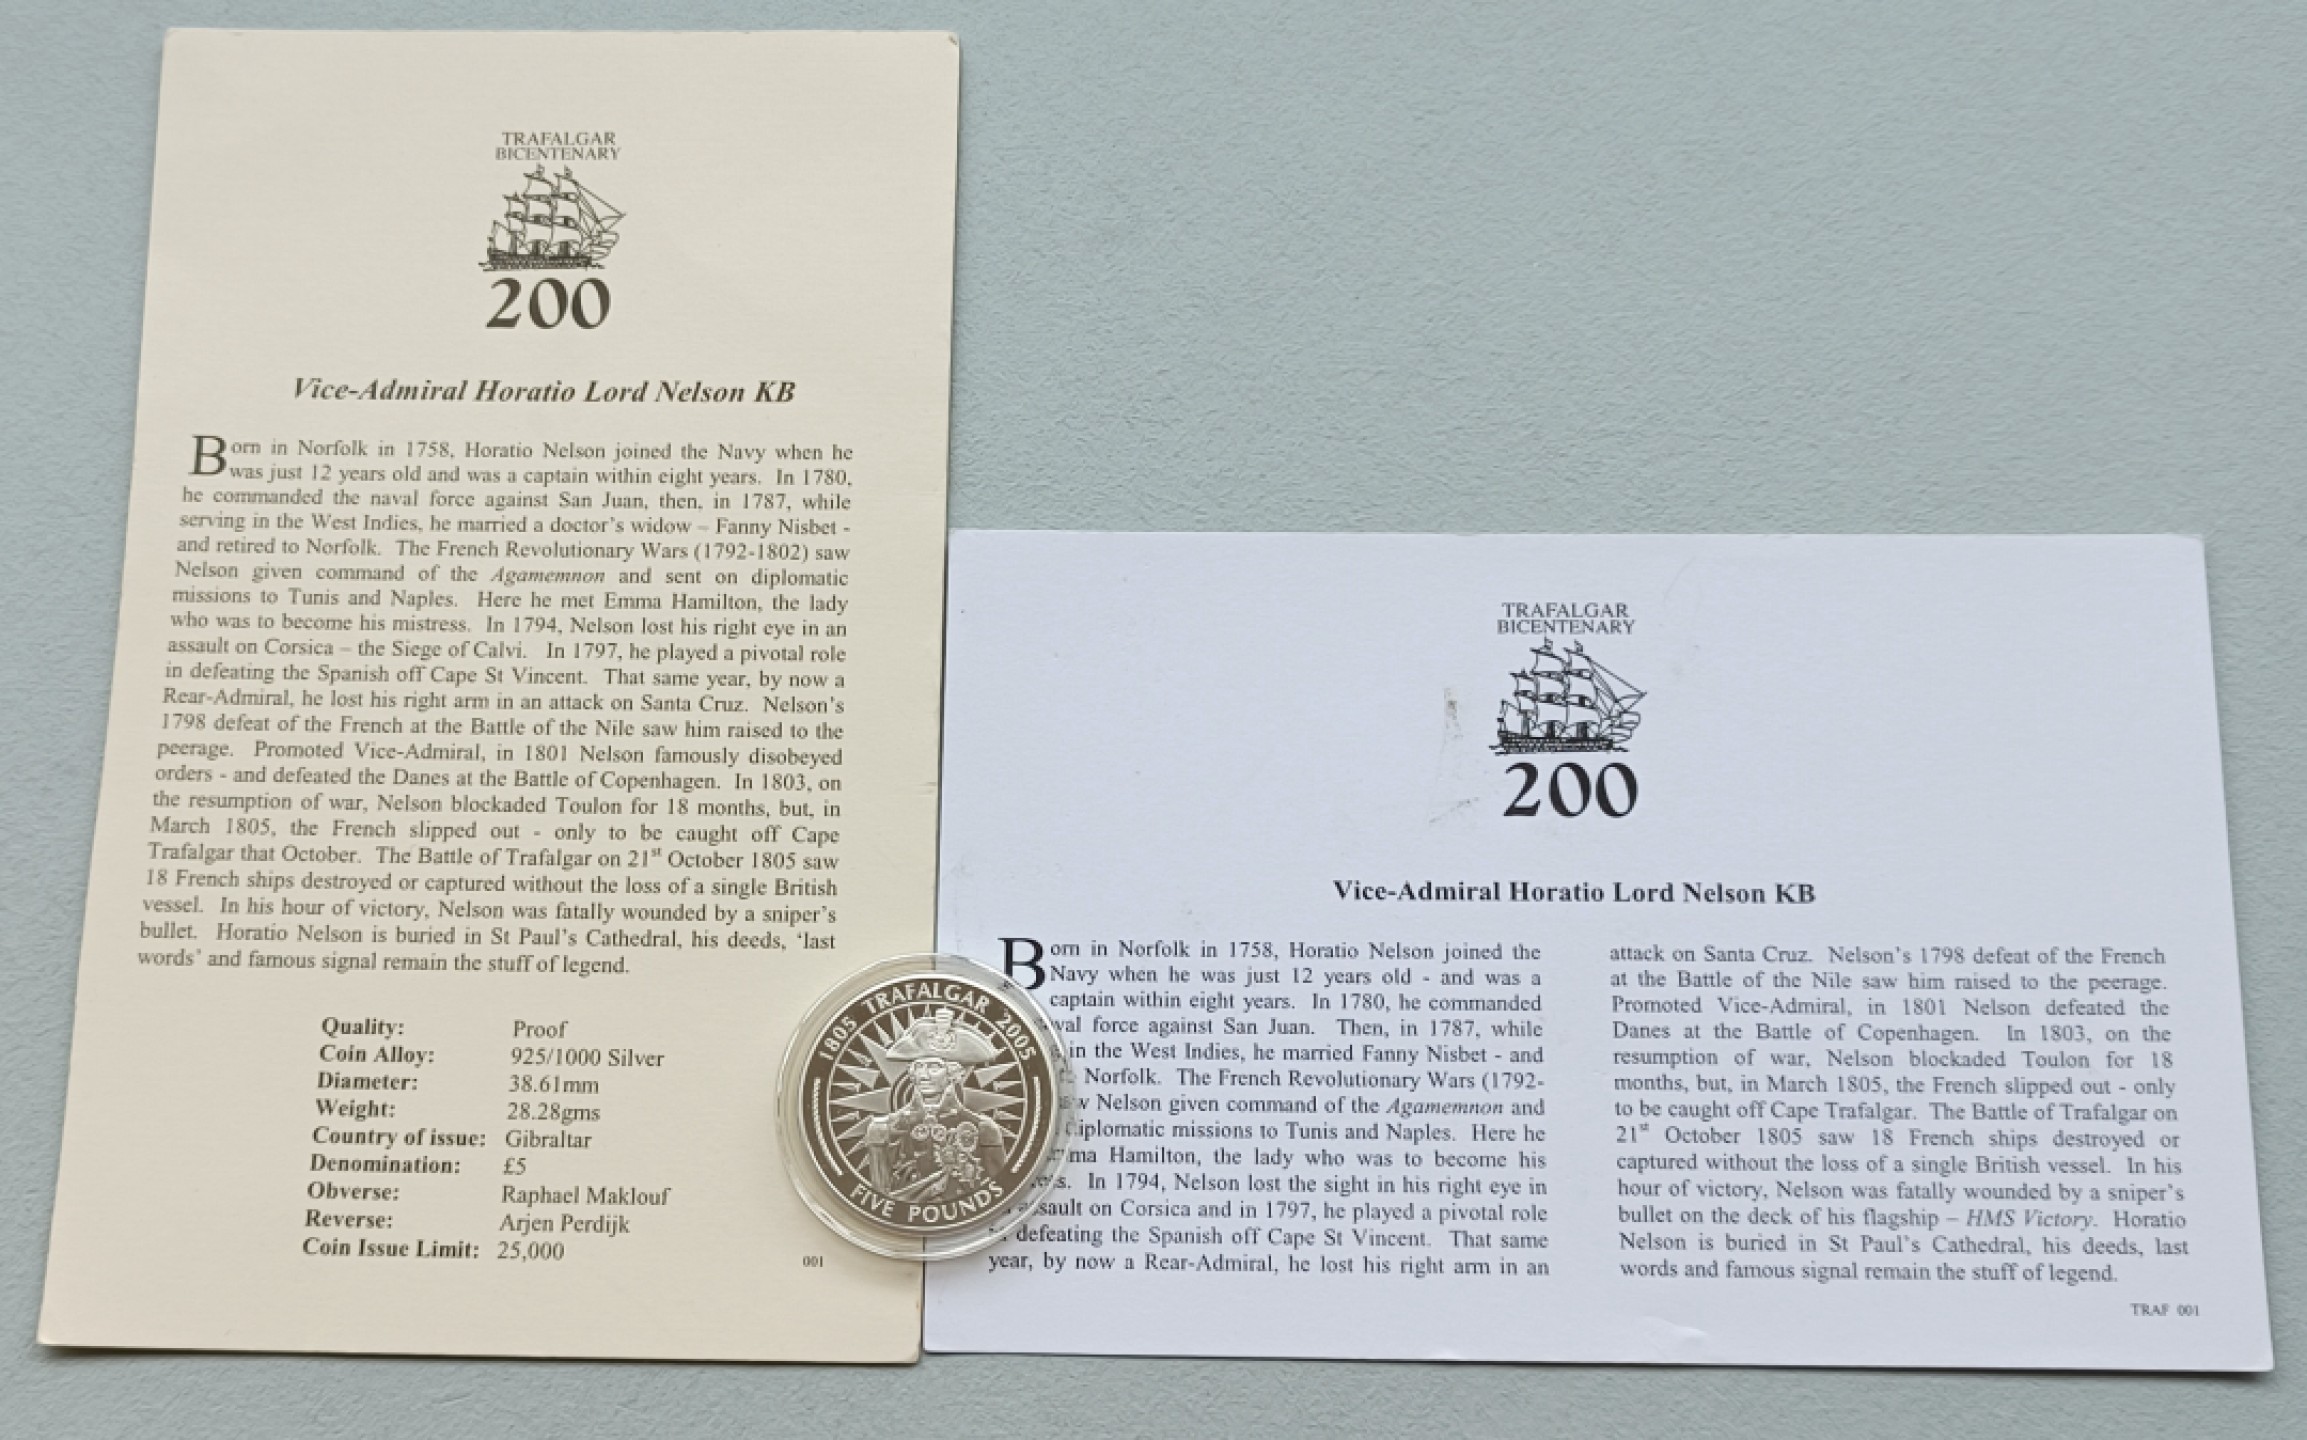 TRAFALGAR
BICENTENARY
200
Vice-Admiral Horatio Lord Nelson KB
Born in Norfolk in 1758, Horatio Nelson joined the Navy when he
was just 12 years old and was a captain within eight years. In 1780,
he commanded the naval force against San Juan, then, in 1787, while
serving in the West Indies, he married a doctor's widow – Fanny Nisbet -
and retired to Norfolk. The French Revolutionary Wars (1792-1802) saw
Nelson given command of the Agamemnon and sent on diplomatic
missions to Tunis and Naples. Here he met Emma Hamilton, the lady
who was to become his mistress. In 1794, Nelson lost his right eye in an
assault on Corsica – the Siege of Calvi. In 1797, he played a pivotal role
in defeating the Spanish off Cape St Vincent. That same year, by now a
Rear-Admiral, he lost his right arm in an attack on Santa Cruz. Nelson's
1798 defeat of the French at the Battle of the Nile saw him raised to the
peerage. Promoted Vice-Admiral, in 1801 Nelson famously disobeyed
orders - and defeated the Danes at the Battle of Copenhagen. In 1803, on
the resumption of war, Nelson blockaded Toulon for 18 months, but, in
March 1805, the French slipped out - only to be caught off Cape
Trafalgar that October. The Battle of Trafalgar on 21st October 1805 saw
18 French ships destroyed or captured without the loss of a single British
vessel. In his hour of victory, Nelson was fatally wounded by a sniper's
bullet. Horatio Nelson is buried in St Paul's Cathedral, his deeds, 'last
words' and famous signal remain the stuff of legend.
Quality: Proof
Coin Alloy: 925/1000 Silver
Diameter: 38.61mm
Weight: 28.28gms
Country of issue: Gibraltar
Denomination: £5
Obverse: Raphael Maklouf
Reverse: Arjen Perdijk
Coin Issue Limit: 25,000
001
1805 TRAFALGAR 2005
FIVE POUNDS
TRAFALGAR
BICENTENARY
200
Vice-Admiral Horatio Lord Nelson KB
Born in Norfolk in 1758, Horatio Nelson joined the
Navy when he was just 12 years old - and was a
captain within eight years. In 1780, he commanded
force against San Juan. Then, in 1787, while
in the West Indies, he married Fanny Nisbet - and
Norfolk. The French Revolutionary Wars (1792-
Nelson given command of the Agamemnon and
diplomatic missions to Tunis and Naples. Here he
Hamilton, the lady who was to become his
In 1794, Nelson lost the sight in his right eye in
assault on Corsica and in 1797, he played a pivotal role
defeating the Spanish off Cape St Vincent. That same
year, by now a Rear-Admiral, he lost his right arm in an
attack on Santa Cruz. Nelson's 1798 defeat of the French
at the Battle of the Nile saw him raised to the peerage.
Promoted Vice-Admiral, in 1801 Nelson defeated the
Danes at the Battle of Copenhagen. In 1803, on the
resumption of war, Nelson blockaded Toulon for 18
months, but, in March 1805, the French slipped out - only
to be caught off Cape Trafalgar. The Battle of Trafalgar on
21st October 1805 saw 18 French ships destroyed or
captured without the loss of a single British vessel. In his
hour of victory, Nelson was fatally wounded by a sniper's
bullet on the deck of his flagship – HMS Victory. Horatio
Nelson is buried in St Paul's Cathedral, his deeds, last
words and famous signal remain the stuff of legend.
TRAF 001